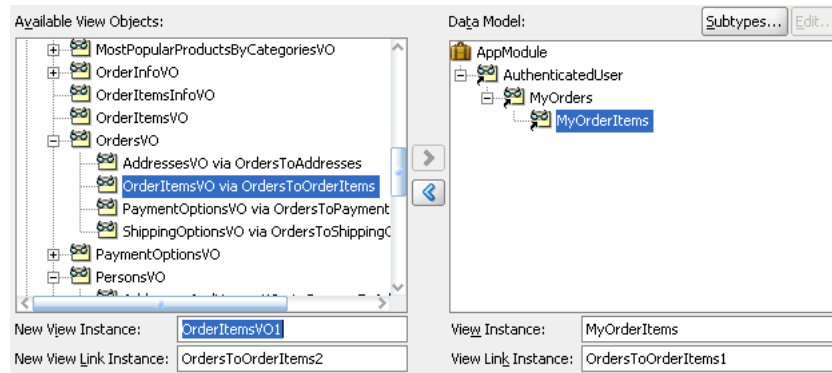 Available View Objects:
MostPopularProductsByCategoriesVO
OrderInfoVO
OrderItemsInfoVO
OrderItemsVO
OrdersVO
AddressesVO via OrdersToAddresses
OrderItemsVO via OrdersToOrderItems
PaymentOptionsVO via OrdersToPayment
ShippingOptionsVO via OrdersToShipping
PaymentOptionsVO
PersonsVO
New View Instance: OrderItemsVO1
New View Link Instance: OrdersToOrderItems2
Data Model: Subtypes... Edit...
AppModule
AuthenticatedUser
MyOrders
MyOrderItems
View Instance: MyOrderItems
View Link Instance: OrdersToOrderItems1